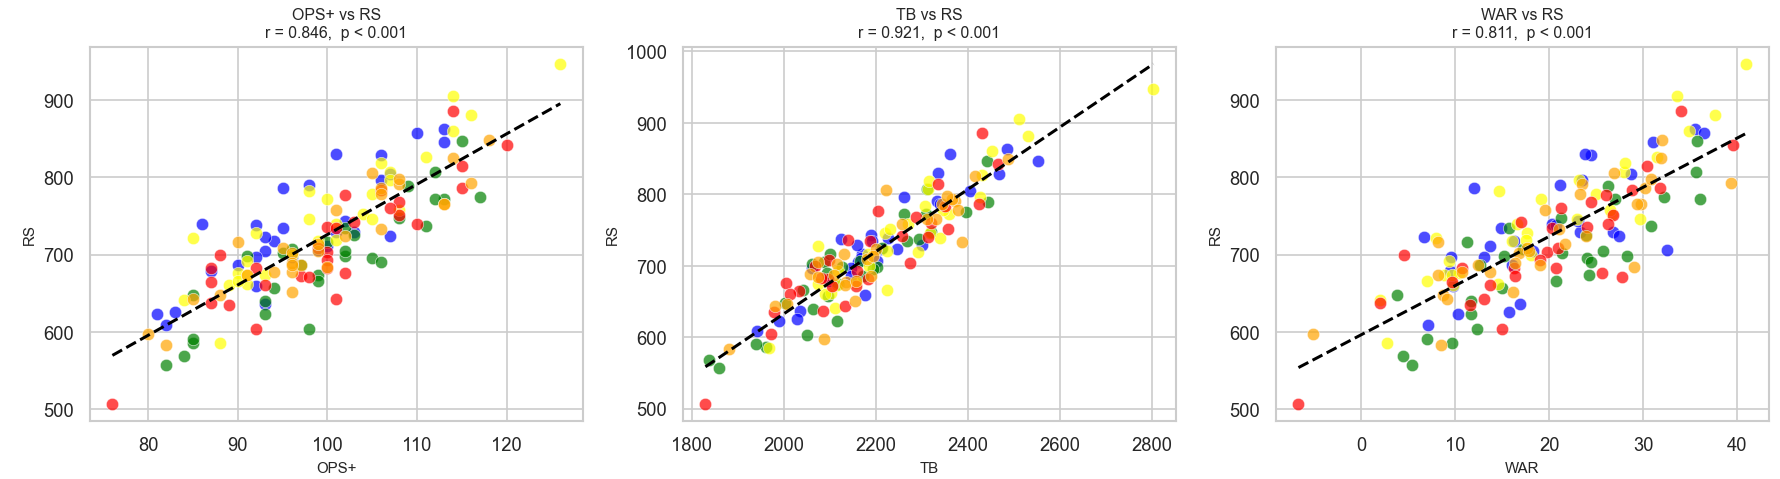 OPS+ vs RS
r = 0.846,  p < 0.001
900
800
700
600
500
RS
80 90 100 110 120
OPS+
TB vs RS
r = 0.921,  p < 0.001
1000
900
800
700
600
500
RS
1800 2000 2200 2400 2600 2800
TB
WAR vs RS
r = 0.811,  p < 0.001
900
800
700
600
500
RS
0 10 20 30 40
WAR